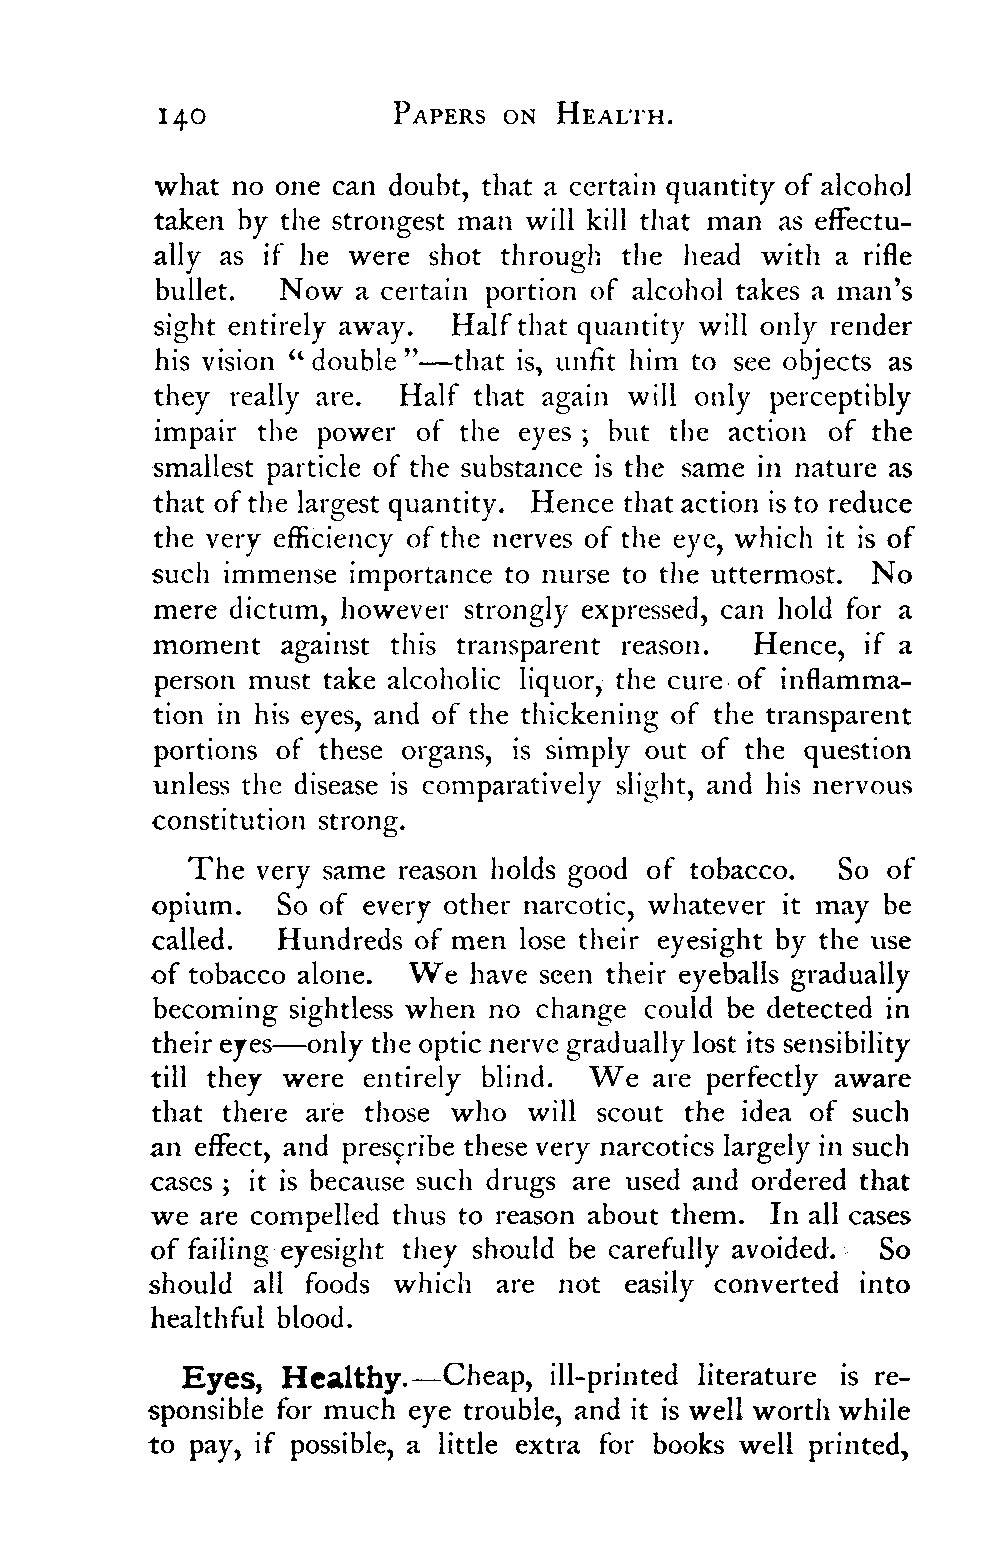 140 PAPERS ON HEALTH.
what no one can doubt, that a certain quantity of alcohol
taken by the strongest man will kill that man as effectu-
ally as if he were shot through the head with a rifle
bullet. Now a certain portion of alcohol takes a man's
sight entirely away. Half that quantity will only render
his vision “ double ”—that is, unfit him to see objects as
they really are. Half that again will only perceptibly
impair the power of the eyes ; but the action of the
smallest particle of the substance is the same in nature as
that of the largest quantity. Hence that action is to reduce
the very efficiency of the nerves of the eye, which it is of
such immense importance to nurse to the uttermost. No
mere dictum, however strongly expressed, can hold for a
moment against this transparent reason. Hence, if a
person must take alcoholic liquor, the cure of inflamma-
tion in his eyes, and of the thickening of the transparent
portions of these organs, is simply out of the question
unless the disease is comparatively slight, and his nervous
constitution strong.
The very same reason holds good of tobacco. So of
opium. So of every other narcotic, whatever it may be
called. Hundreds of men lose their eyesight by the use
of tobacco alone. We have seen their eyeballs gradually
becoming sightless when no change could be detected in
their eyes—only the optic nerve gradually lost its sensibility
till they were entirely blind. We are perfectly aware
that there are those who will scout the idea of such
an effect, and prescribe these very narcotics largely in such
cases ; it is because such drugs are used and ordered that
we are compelled thus to reason about them. In all cases
of failing eyesight they should be carefully avoided. So
should all foods which are not easily converted into
healthful blood.
Eyes, Healthy.—Cheap, ill-printed literature is re-
sponsible for much eye trouble, and it is well worth while
to pay, if possible, a little extra for books well printed,